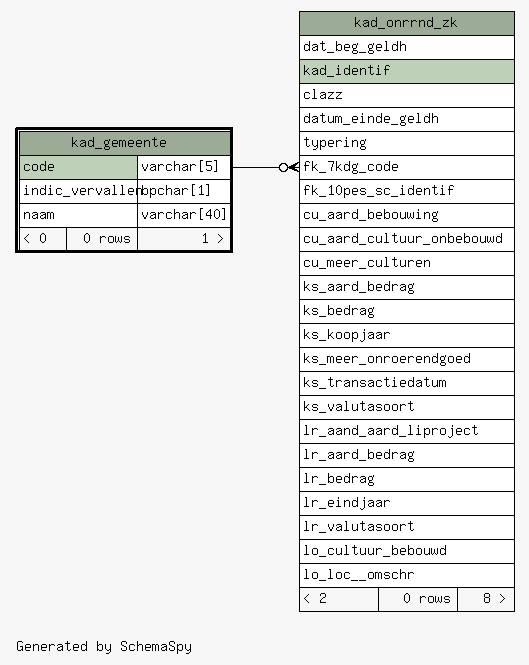 kad_onrrnd_zk
dat_beg_geldh
kad_identif
clazz
datum_einde_geldh
typering
fk_7kdg_code
fk_10pes_sc_identif
cu_aard_bebouwing
cu_aard_cultuur_onbebouwd
cu_meer_culturen
ks_aard_bedrag
ks_bedrag
ks_koopjaar
ks_meer_onroerendgoed
ks_transactiedatum
ks_valutasoort
lr_aand_aard_liproject
lr_aard_bedrag
lr_bedrag
lr_eindjaar
lr_valutasoort
lo_cultuur_bebouwd
lo_loc__omschr
< 2 0 rows 8 >
kad_gemeente
code varchar[5]
indic_vervallen bpchar[1]
naam varchar[40]
< 0 0 rows 1 >
Generated by SchemaSpy